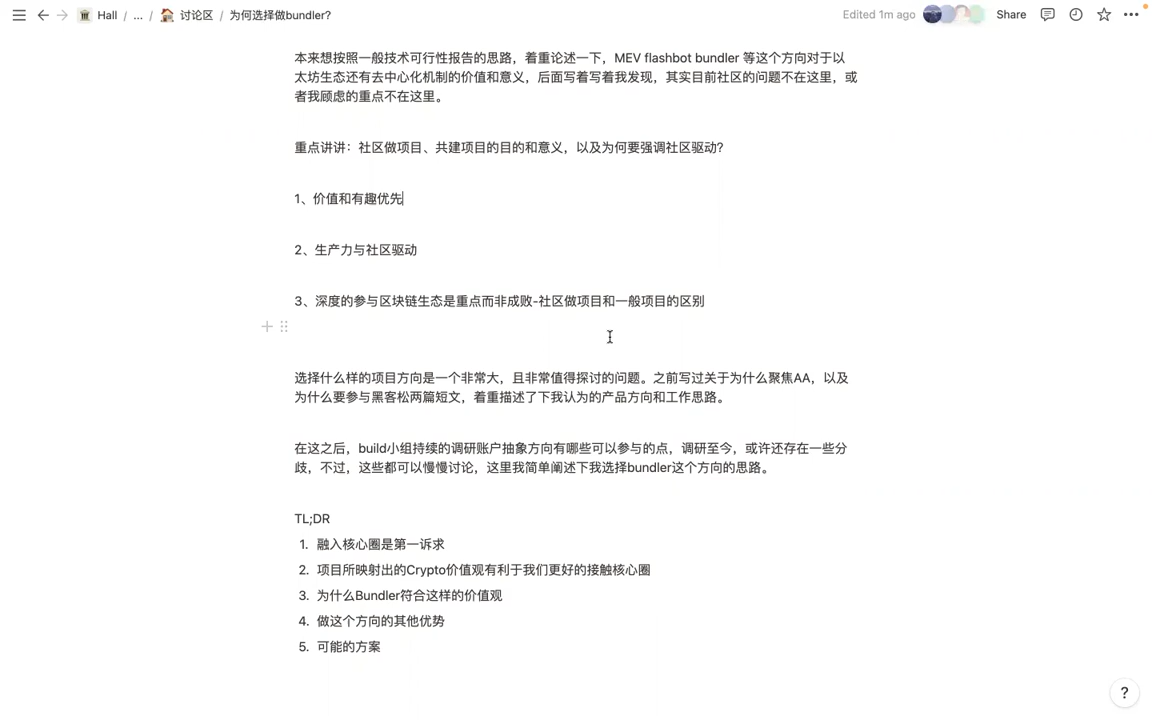 Hall / ... / 讨论区 / 为何选择做bundler?
Edited 1m ago
Share
本来想按照一般技术可行性报告的思路，着重论述一下，MEV flashbot bundler 等这个方向对于以
太坊生态还有去中心化机制的价值和意义，后面写着写着我发现，其实目前社区的问题不在这里，或
者我顾虑的重点不在这里。
重点讲讲：社区做项目、共建项目的目的和意义，以及为何要强调社区驱动?
1、价值和有趣优先
2、生产力与社区驱动
3、深度的参与区块链生态是重点而非成败-社区做项目和一般项目的区别
选择什么样的项目方向是一个非常大，且非常值得探讨的问题。之前写过关于为什么聚焦AA，以及
为什么要参与黑客松两篇短文，着重描述了下我认为的产品方向和工作思路。
在这之后，build小组持续的调研账户抽象方向有哪些可以参与的点，调研至今，或许还存在一些分
歧，不过，这些都可以慢慢讨论，这里我简单阐述下我选择bundler这个方向的思路。
TL;DR
1. 融入核心圈是第一诉求
2. 项目所映射出的Crypto价值观有利于我们更好的接触核心圈
3. 为什么Bundler符合这样的价值观
4. 做这个方向的其他优势
5. 可能的方案
?